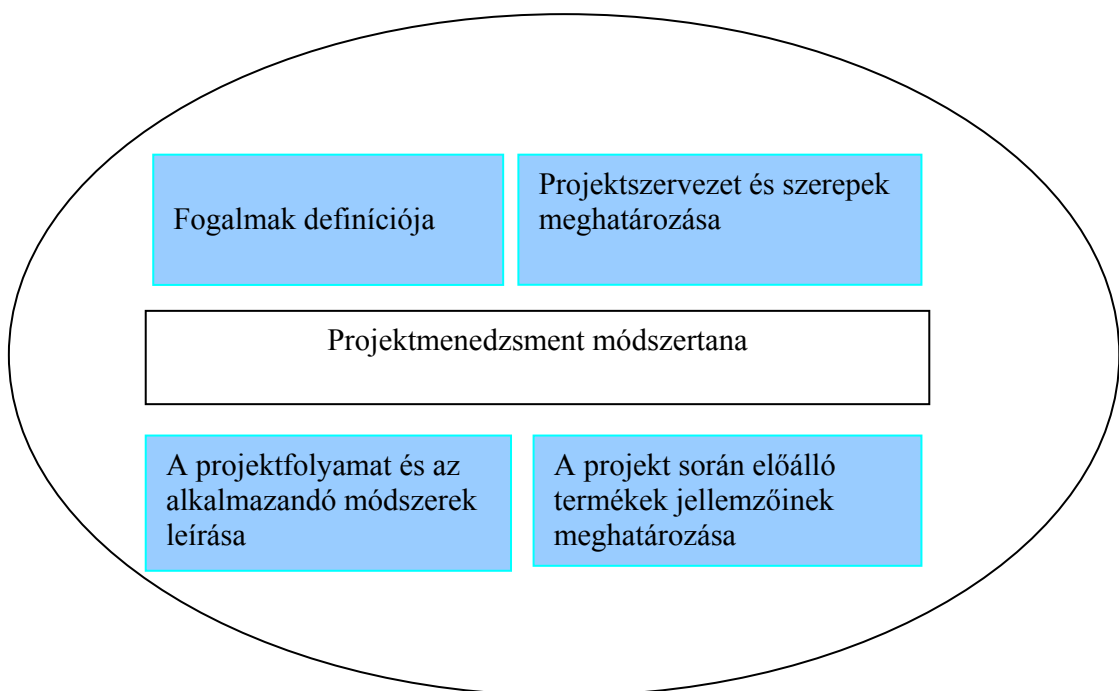 Fogalmak definíciója
Projektszervezet és szerepek
meghatározása
Projektmenedzsment módszertana
A projektfolyamat és az
alkalmazandó módszerek
leírása
A projekt során előálló
termékek jellemzőinek
meghatározása